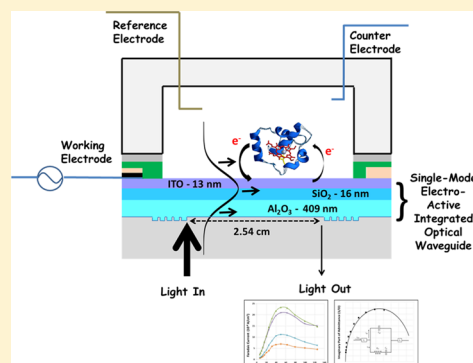 Reference
Electrode
Counter
Electrode
Working
Electrode
e⁻
e⁻
ITO - 13 nm
SiO₂ - 16 nm
Al₂O₃ - 409 nm
2.54 cm
Single-Mode
Electro-
Active
Integrated
Optical
Waveguide
Light In
Light Out